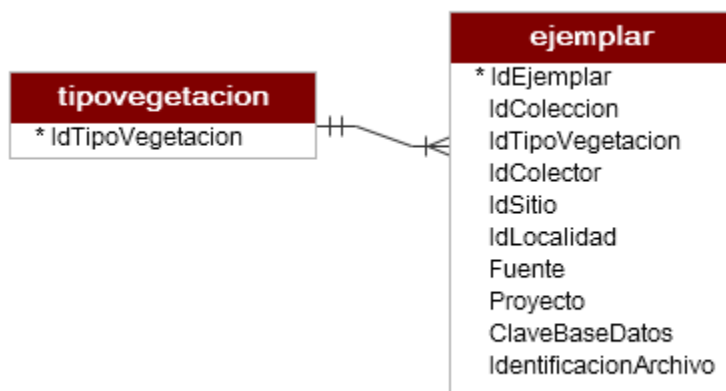 tipovegetacion
* IdTipoVegetacion
ejemplar
* IdEjemplar
IdColeccion
IdTipoVegetacion
IdColector
IdSitio
IdLocalidad
Fuente
Proyecto
ClaveBaseDatos
IdentificacionArchivo